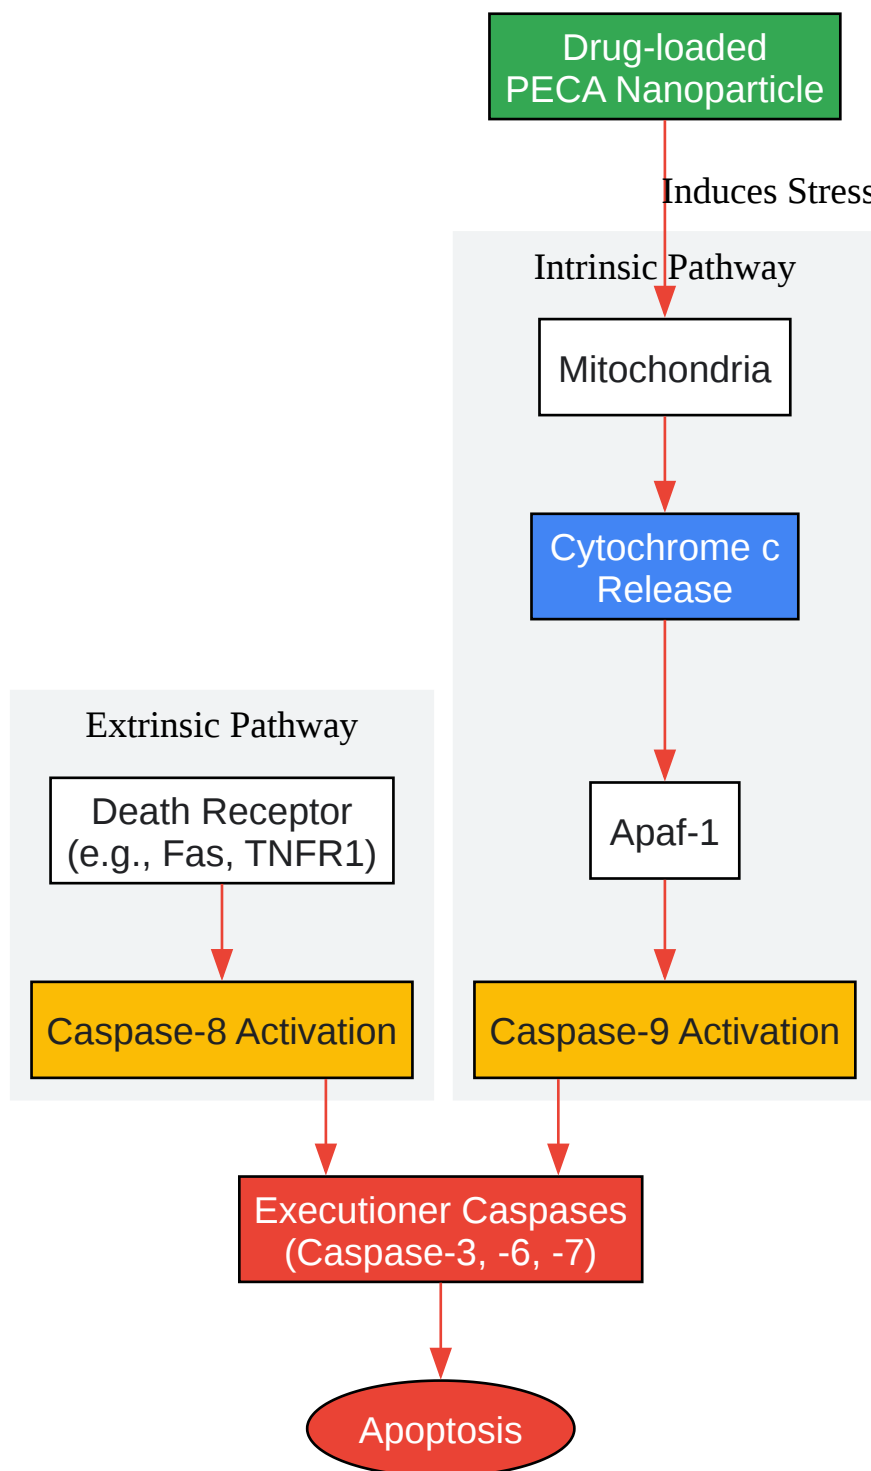 Drug-loaded
PECA Nanoparticle
Induces Stress
Intrinsic Pathway
Mitochondria
Cytochrome c
Release
Extrinsic Pathway
Death Receptor
(e.g., Fas, TNFR1)
Apaf-1
Caspase-8 Activation
Caspase-9 Activation
Executioner Caspases
(Caspase-3, -6, -7)
Apoptosis